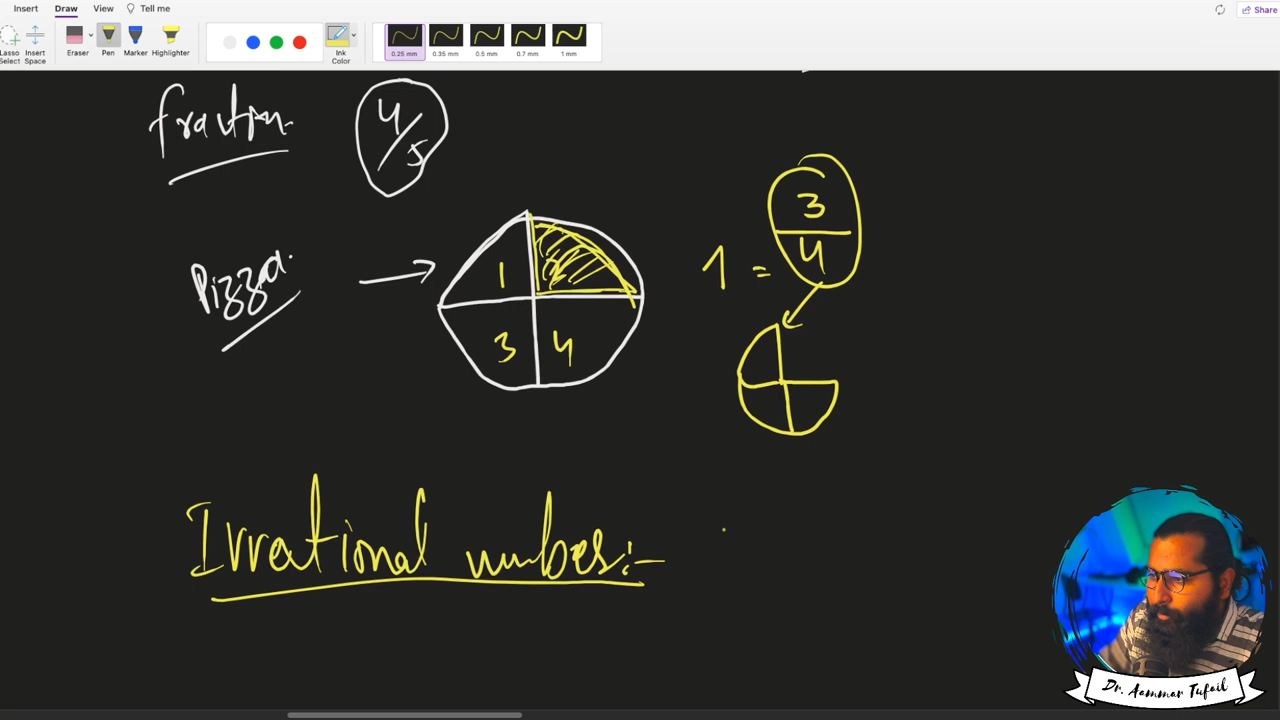 Insert Draw View Tell me
Share
Lasso Select
Insert Space
Eraser
Pen
Marker
Highlighter
Ink Color
0.25 mm
0.35 mm
0.5 mm
0.7 mm
1 mm
fraction 4/5
Pizza. →
1
3 4
1 = 3/4
Irrational numbes:-
Dr. Aammar Tufail